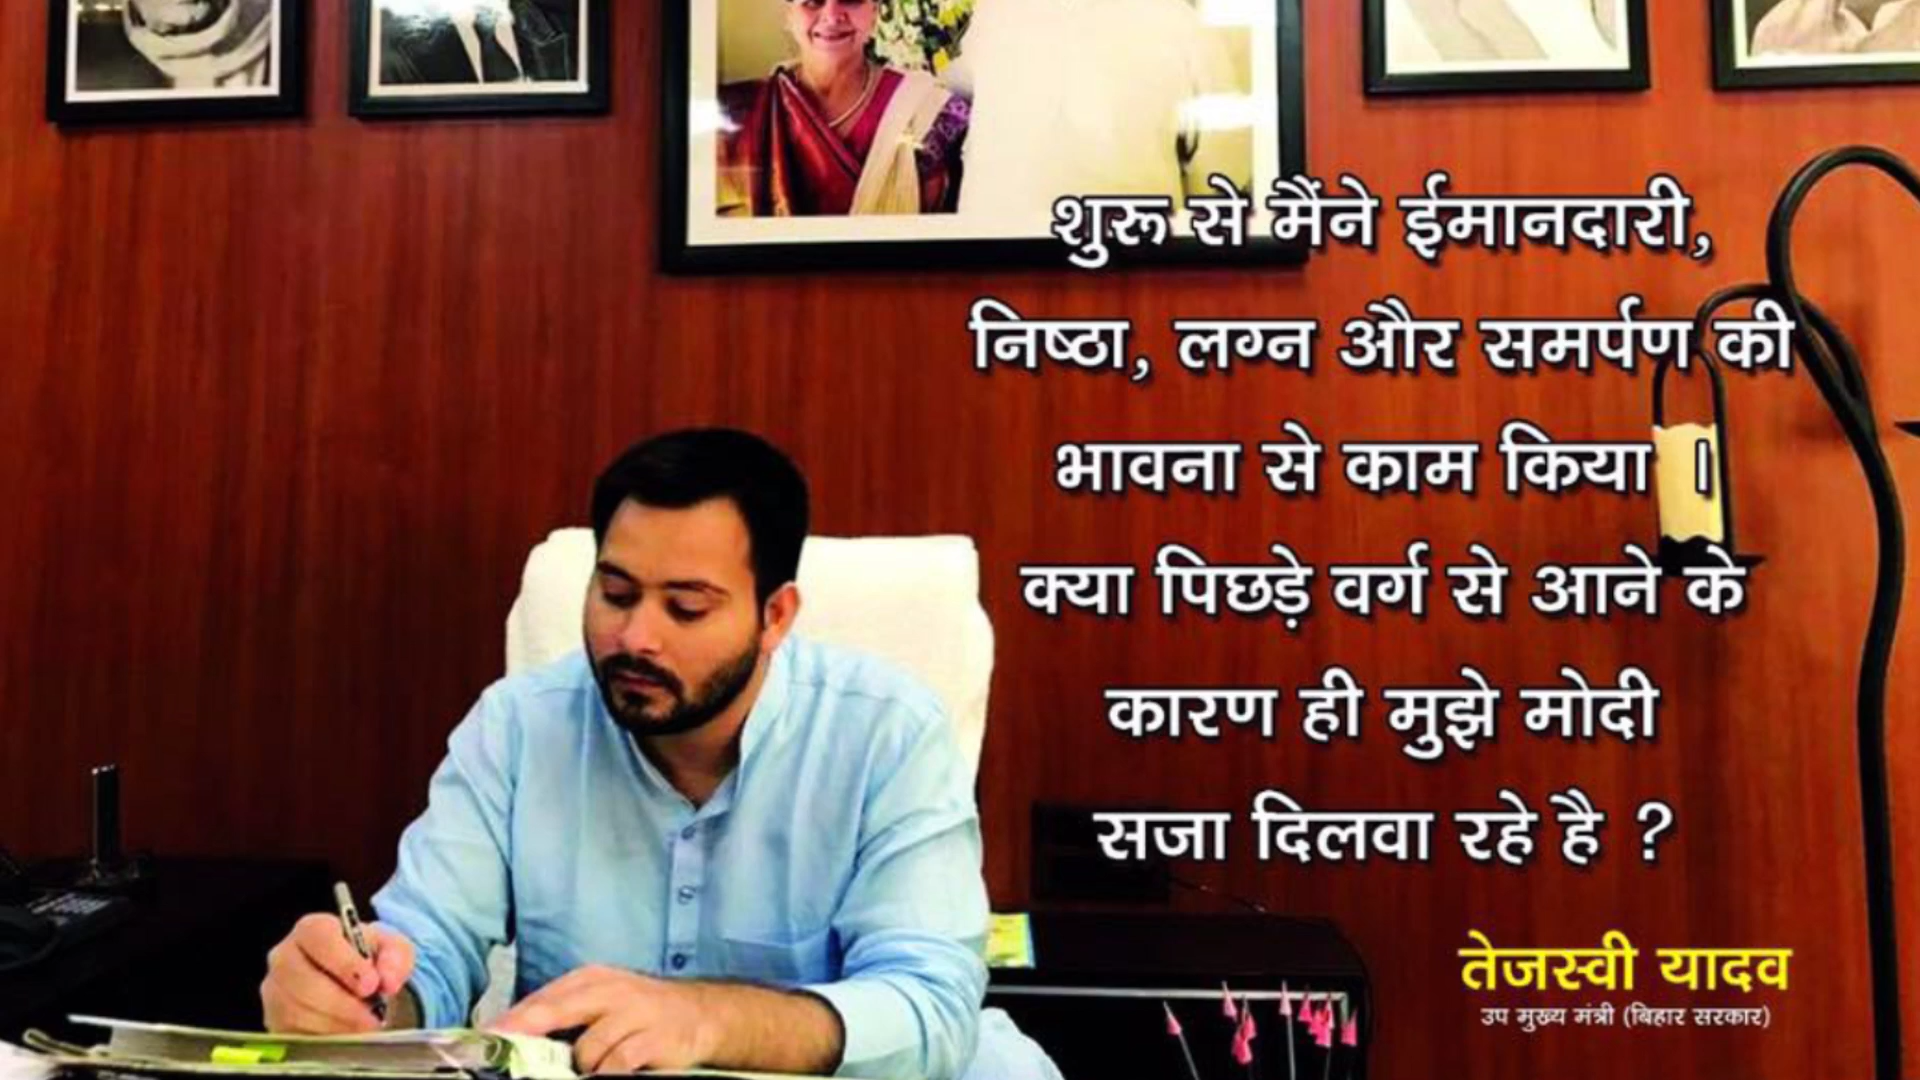 शुरू से मैंने ईमानदारी,
निष्ठा, लग्न और समर्पण की
भावना से काम किया ।
क्या पिछड़े वर्ग से आने के
कारण ही मुझे मोदी
सजा दिलवा रहे है ?
तेजस्वी यादव
उप मुख्य मंत्री (बिहार सरकार)